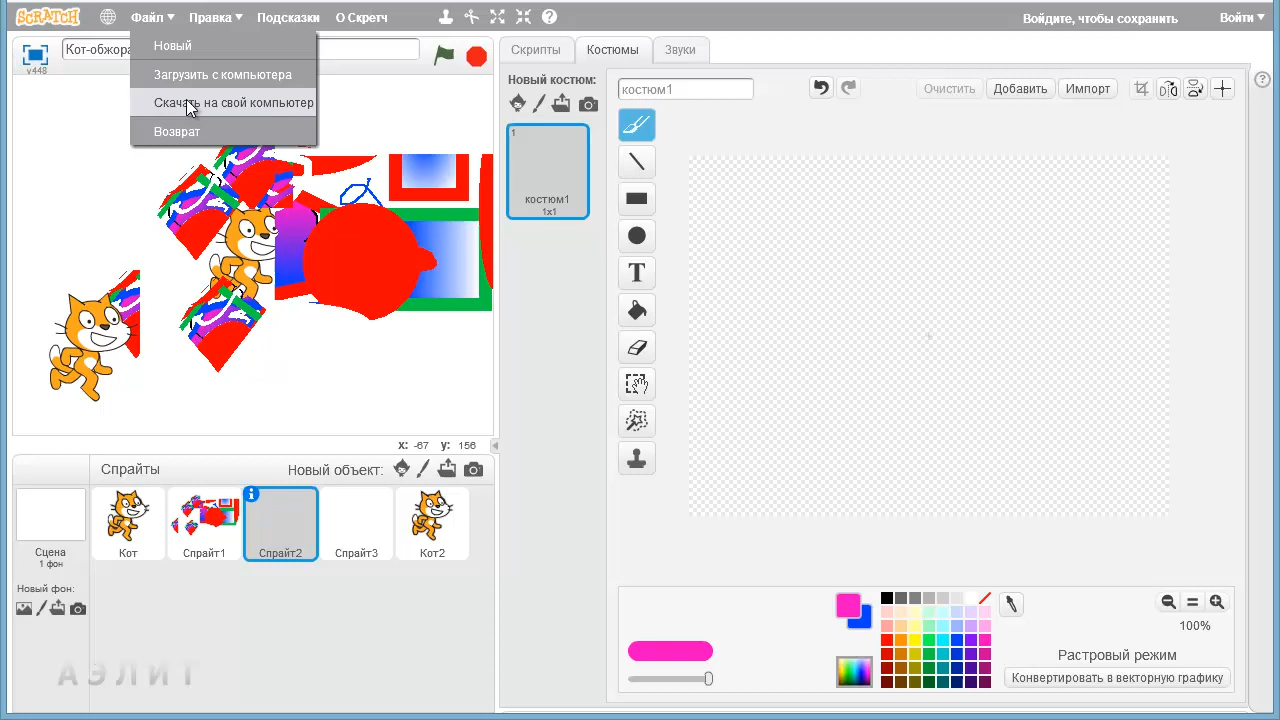 SCRATCH
Файл
Правка
Подсказки
О Скретч
Войдите, чтобы сохранить
Войти
v448
Кот-обжора
Новый
Загрузить с компьютера
Скачать на свой компьютер
Возврат
Скрипты
Костюмы
Звуки
Новый костюм:
1
костюм1
1x1
костюм1
Очистить
Добавить
Импорт
T
x: -67 y: 156
Спрайты
Новый объект:
Сцена
1 фон
Новый фон:
Кот
Спрайт1
Спрайт2
Спрайт3
Кот2
100%
Растровый режим
Конвертировать в векторную графику
АЭЛИТ